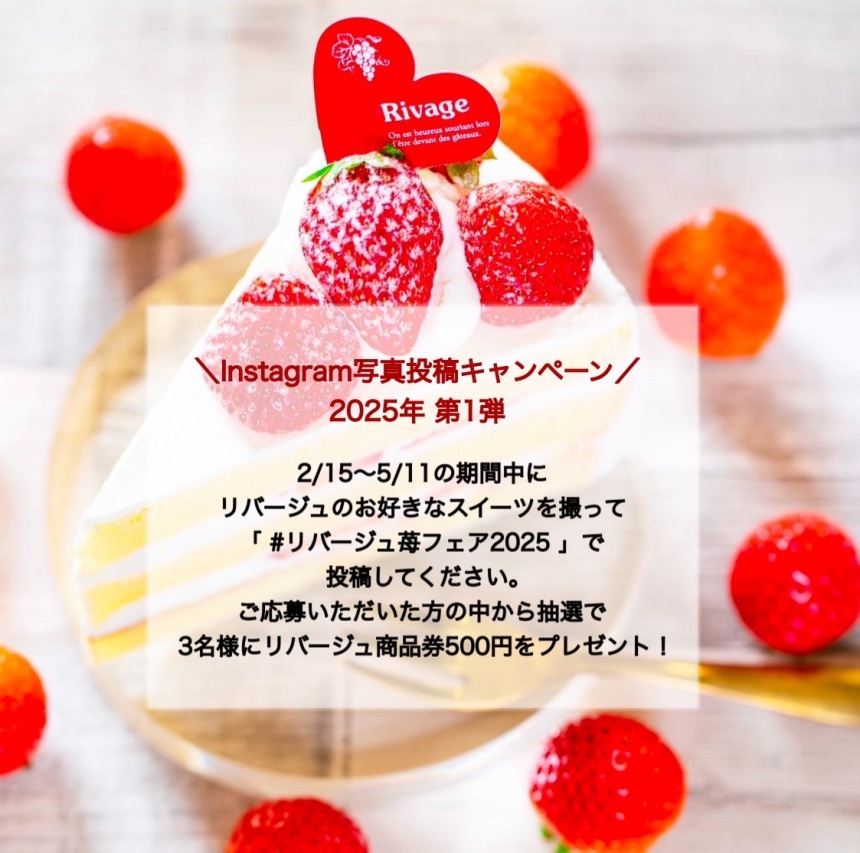 Rivage
On est heureux souriant lors
d'être devant des gâteaux.
＼Instagram写真投稿キャンペーン／
2025年 第1弾
2/15〜5/11の期間中に
リバージュのお好きなスイーツを撮って
「 #リバージュ苺フェア2025 」で
投稿してください。
ご応募いただいた方の中から抽選で
3名様にリバージュ商品券500円をプレゼント！